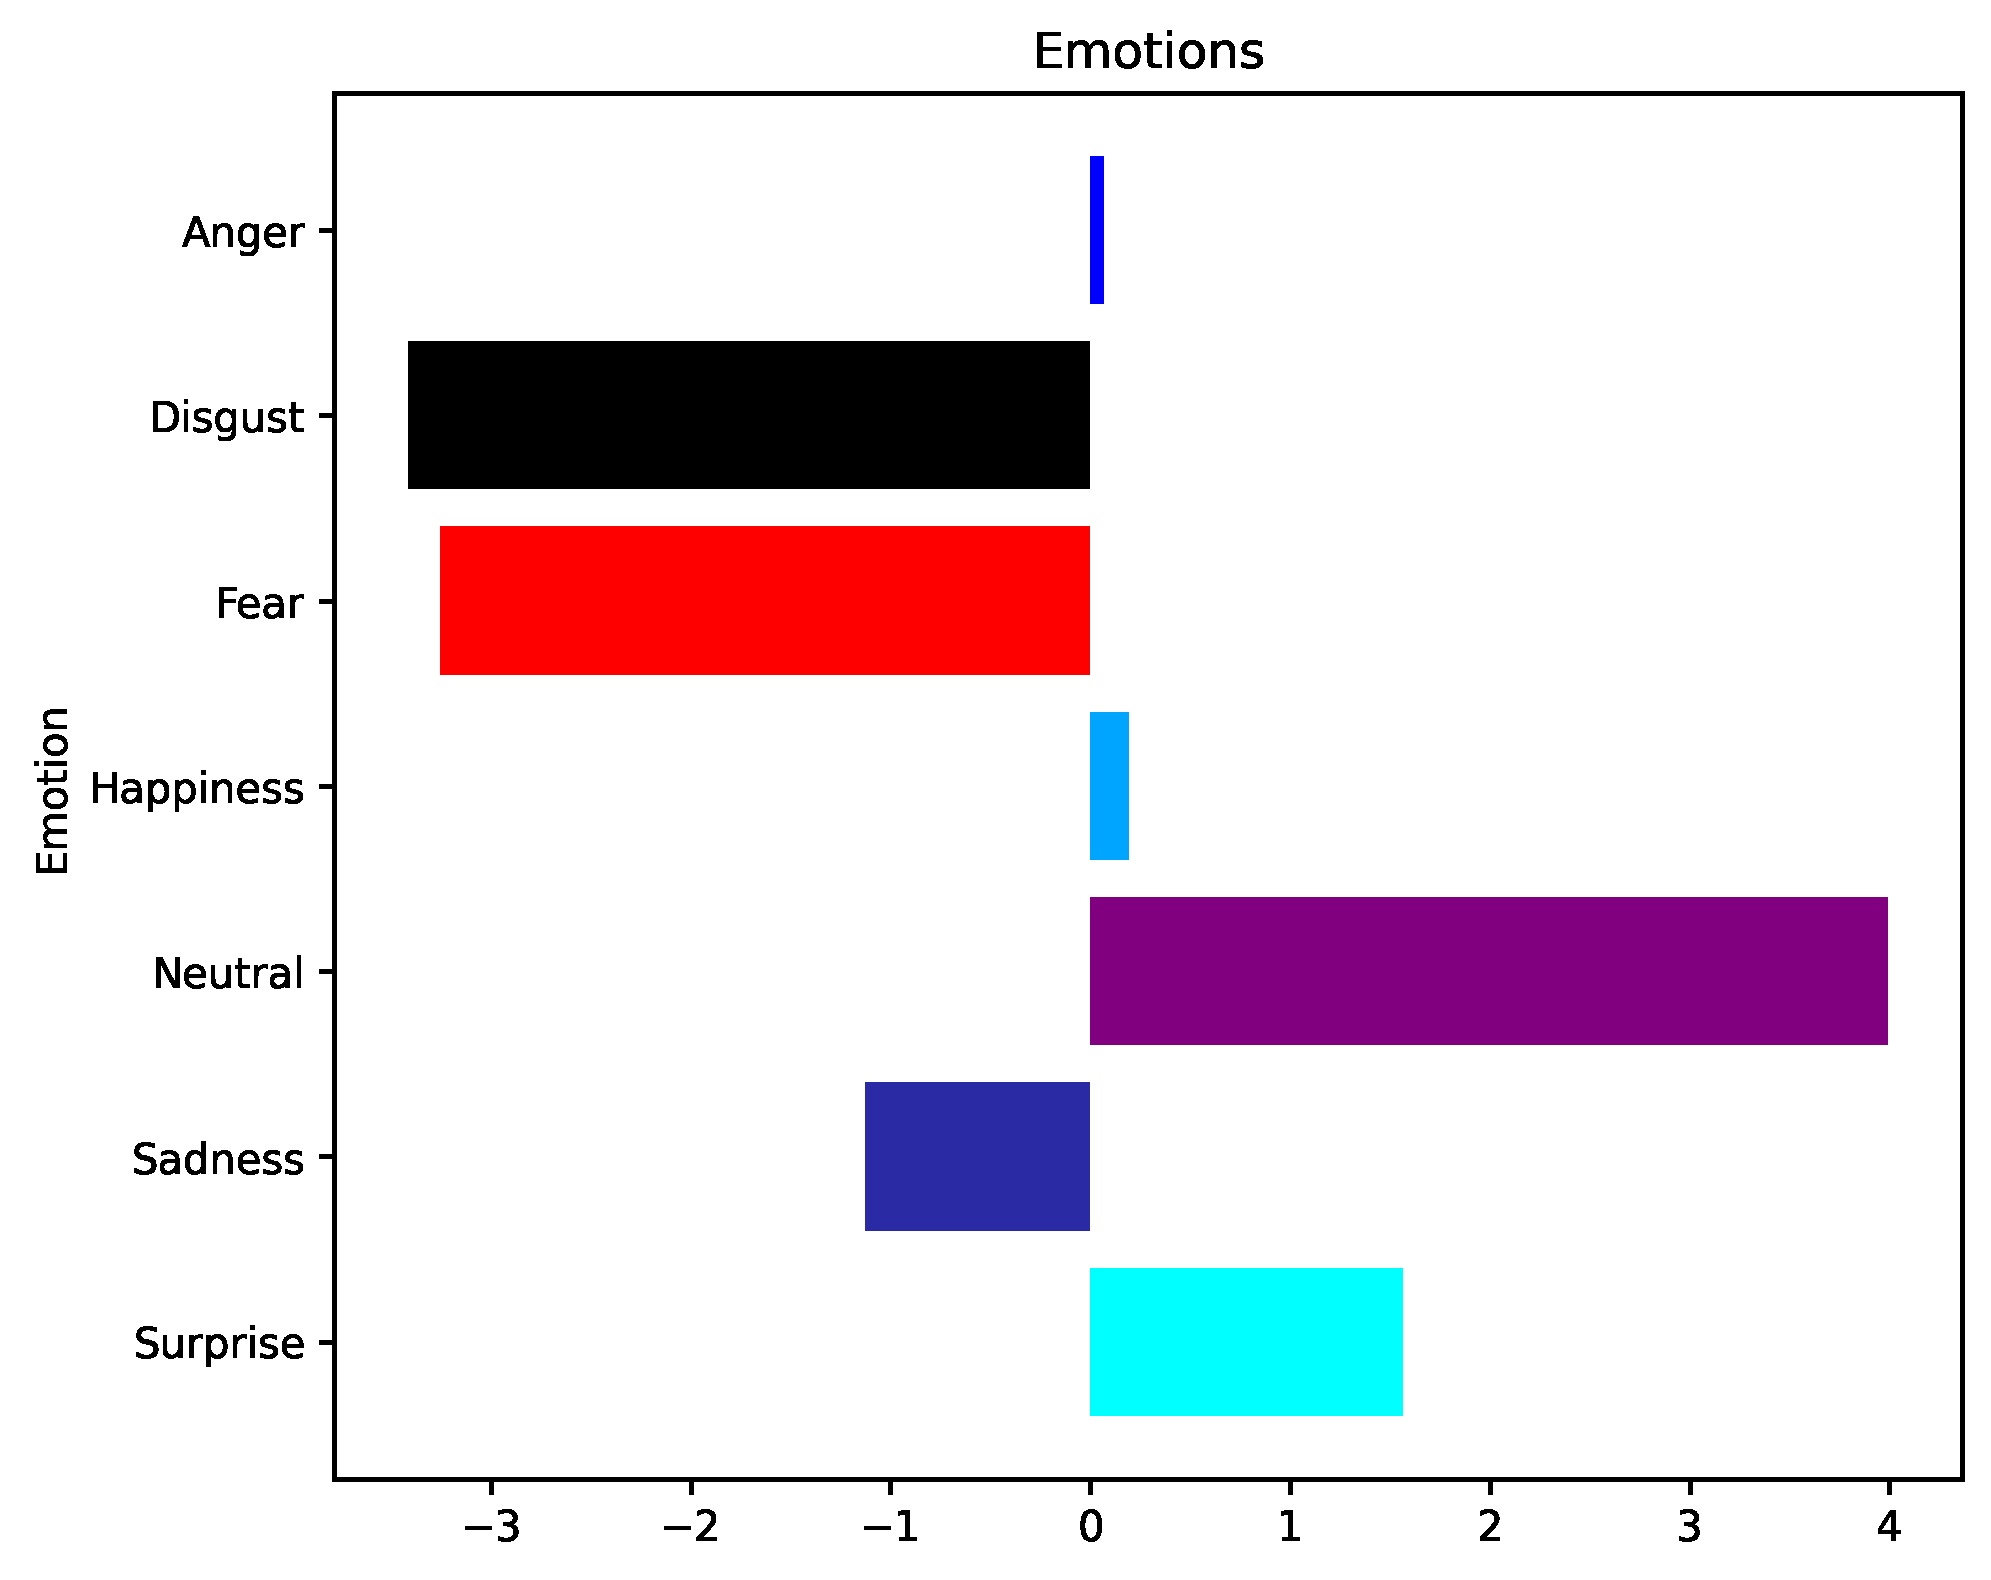 Emotions
Emotion
Anger
Disgust
Fear
Happiness
Neutral
Sadness
Surprise
−3 −2 −1 0 1 2 3 4